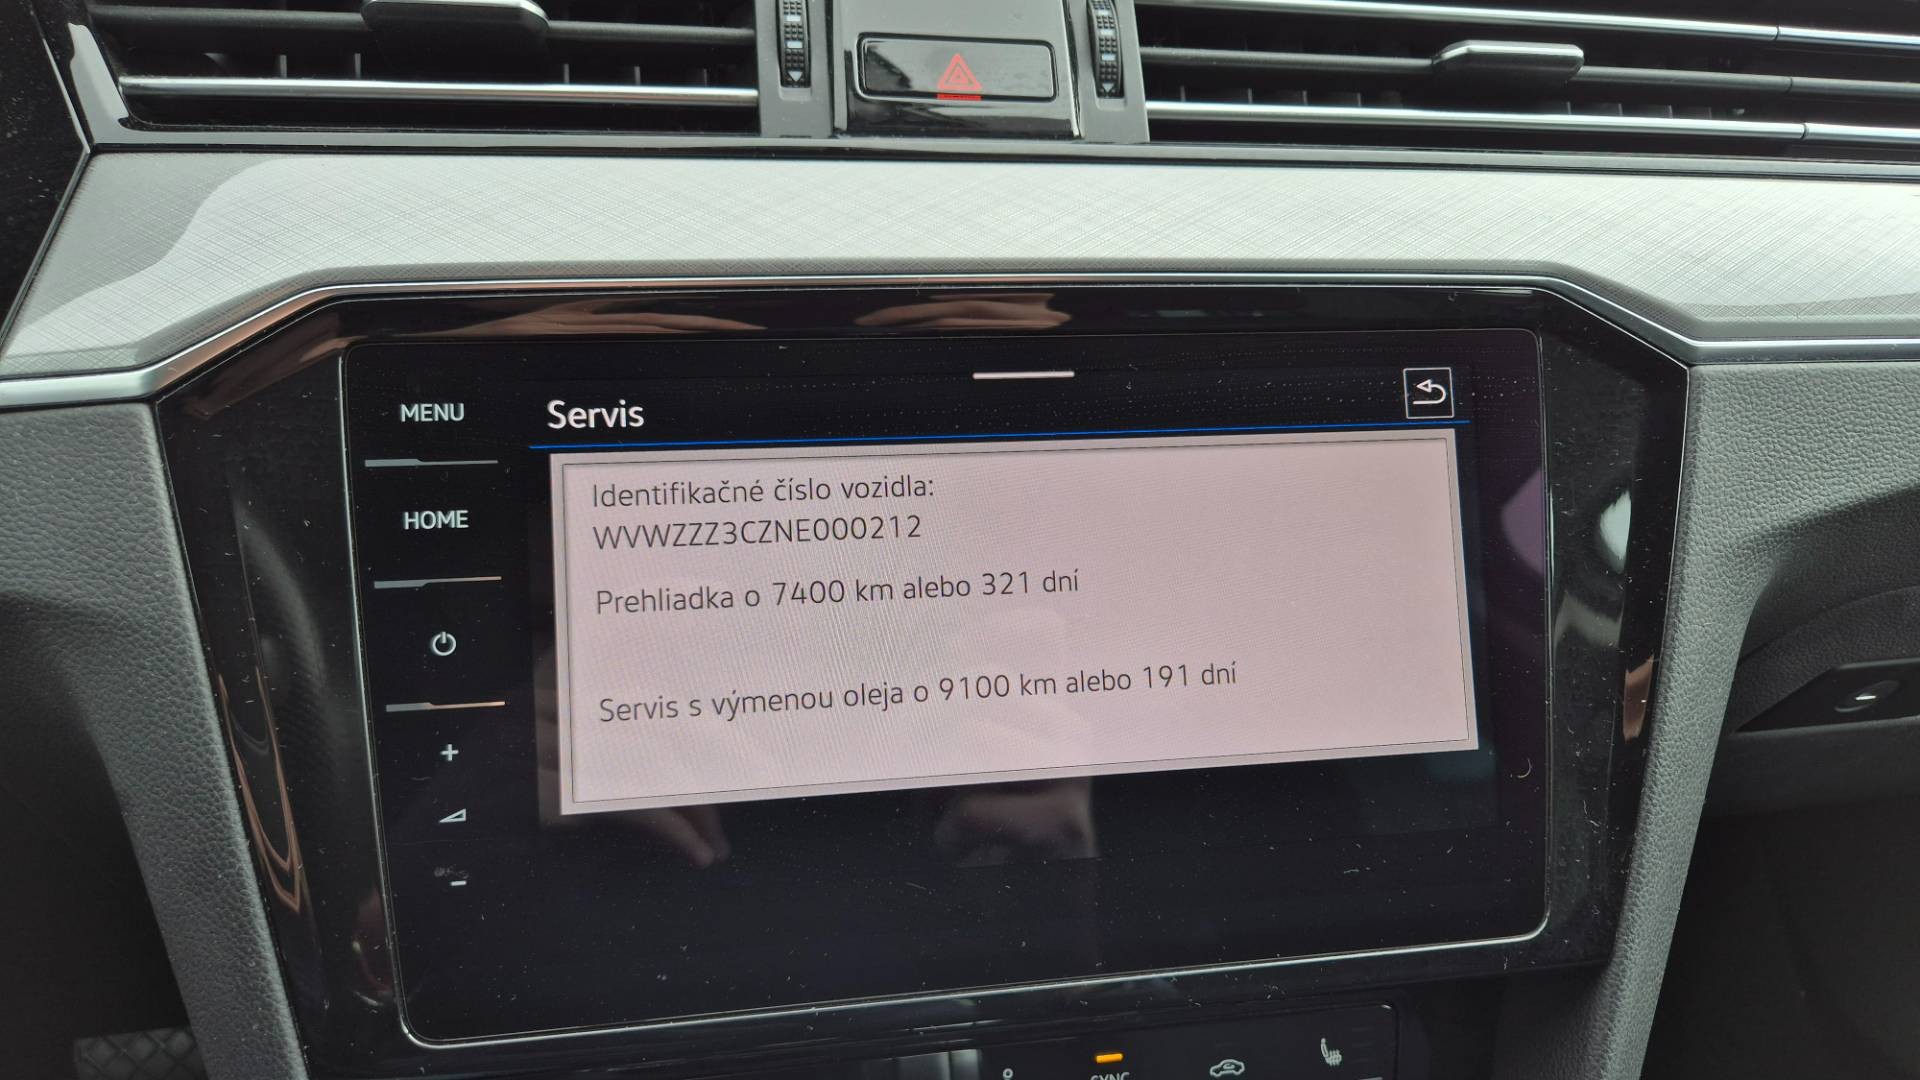 MENU
Servis
Identifikačné číslo vozidla:
WVWZZZ3CZNE000212
HOME
Prehliadka o 7400 km alebo 321 dní
Servis s výmenou oleja o 9100 km alebo 191 dní
+
-
SYNC